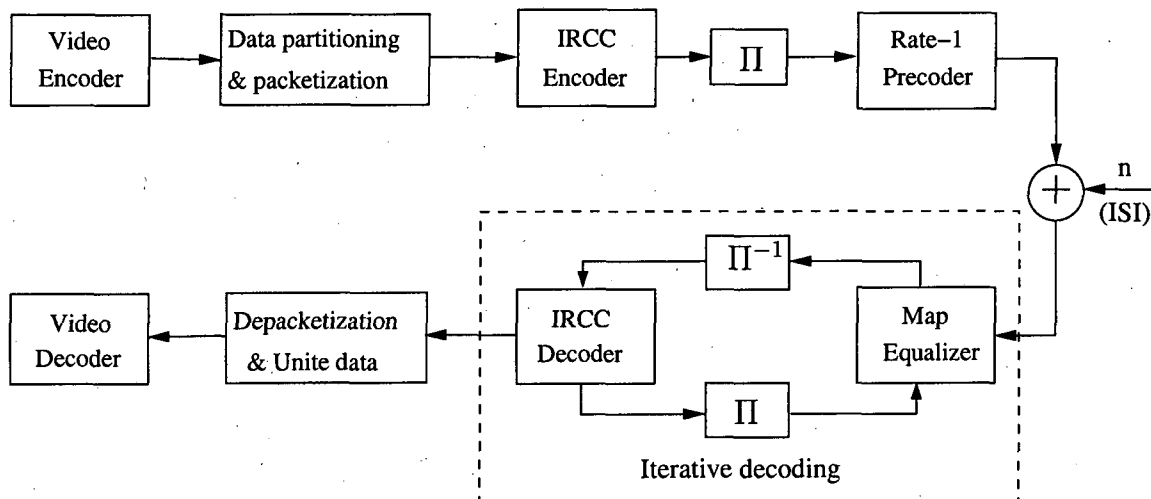 Video
Encoder
Data partitioning
& packetization
IRCC
Encoder
Π
Rate−1
Precoder
+
n
(ISI)
Π⁻¹
Video
Decoder
Depacketization
& Unite data
IRCC
Decoder
Map
Equalizer
Π
Iterative decoding